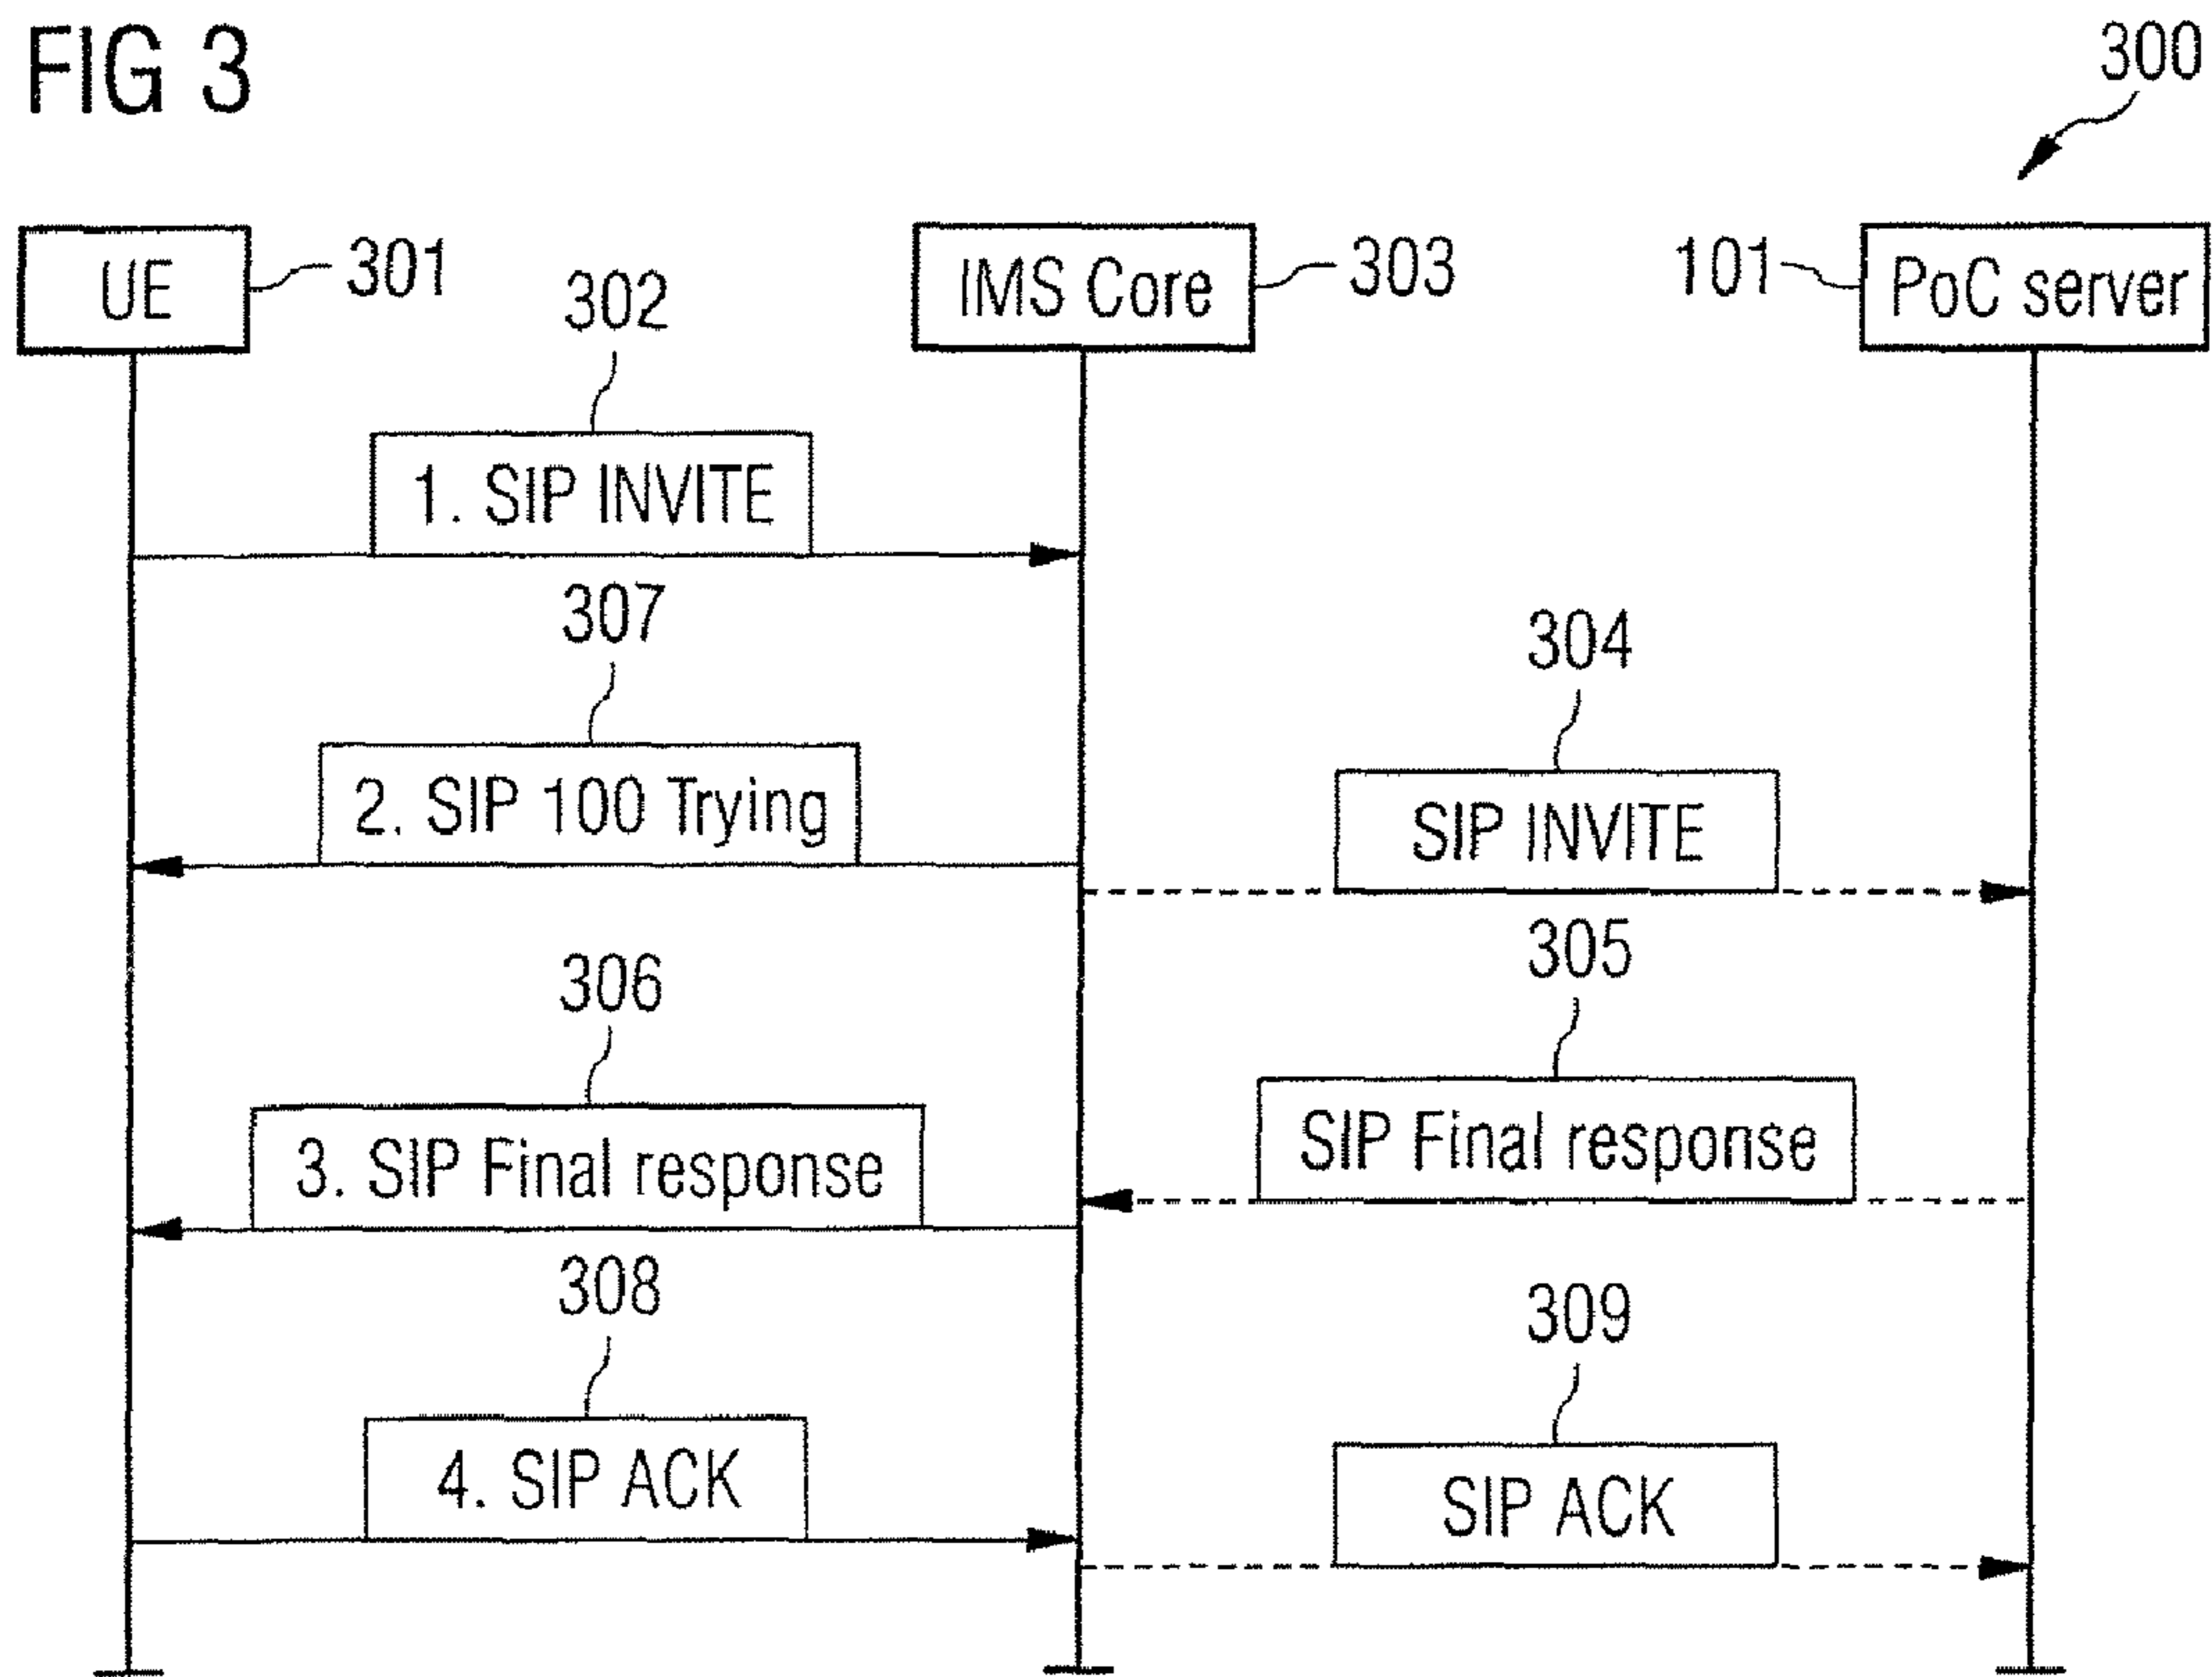 FIG 3
300
UE
301
IMS Core
303
101
PoC server
302
1. SIP INVITE
307
2. SIP 100 Trying
304
SIP INVITE
305
SIP Final response
306
3. SIP Final response
308
4. SIP ACK
309
SIP ACK